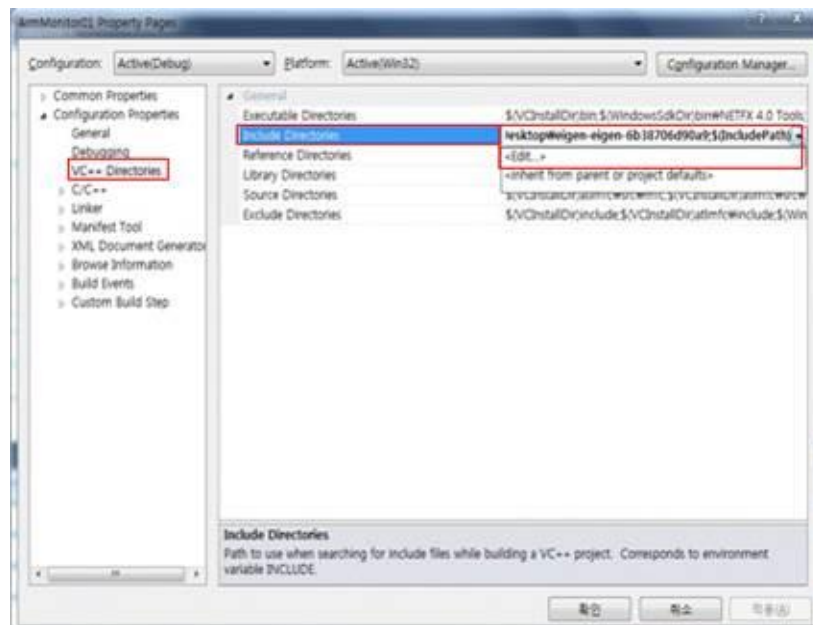 ArmMonitor01 Property Pages
Configuration: Active(Debug) Platform: Active(Win32) Configuration Manager...
Common Properties
Configuration Properties
General
Debugging
VC++ Directories
C/C++
Linker
Manifest Tool
XML Document Generator
Browse Information
Build Events
Custom Build Step
General
Executable Directories $(VCInstallDir)bin;$(WindowsSdkDir)bin₩NETFX 4.0 Tools;
Include Directories esktop₩eigen-eigen-6b38706d90a9;$(IncludePath)
Reference Directories <Edit...>
Library Directories <inherit from parent or project defaults>
Source Directories
Exclude Directories $(VCInstallDir)include;$(VCInstallDir)atlmfc₩include;$(Win
Include Directories
Path to use when searching for include files while building a VC++ project. Corresponds to environment
variable INCLUDE.
확인 취소 적용(A)